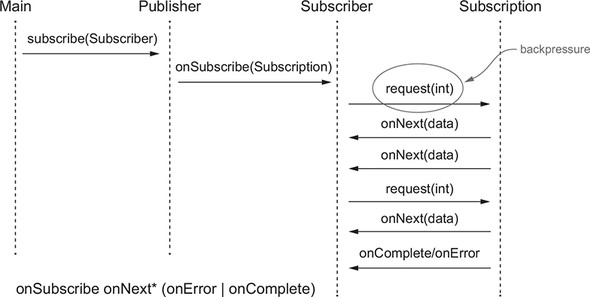 Main Publisher Subscriber Subscription
subscribe(Subscriber)
onSubscribe(Subscription)
backpressure
request(int)
onNext(data)
onNext(data)
request(int)
onNext(data)
onComplete/onError
onSubscribe onNext* (onError | onComplete)